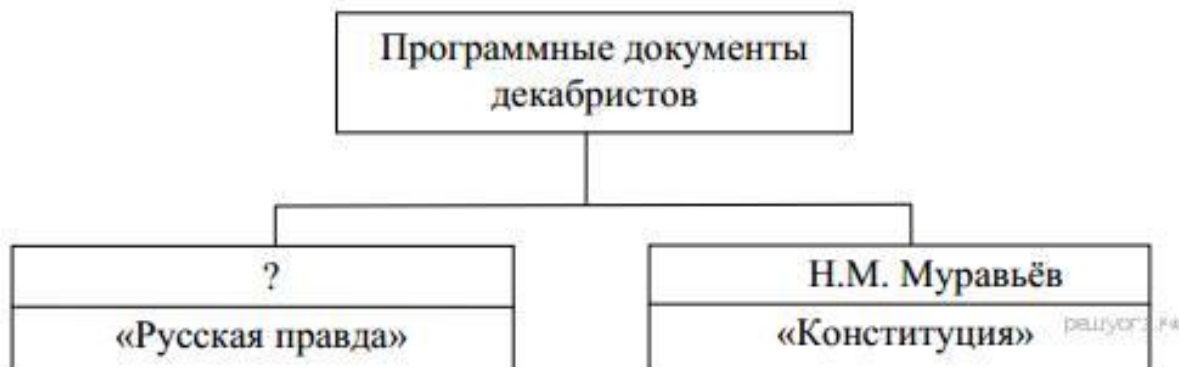 Программные документы
декабристов
?
«Русская правда»
Н.М. Муравьёв
«Конституция»